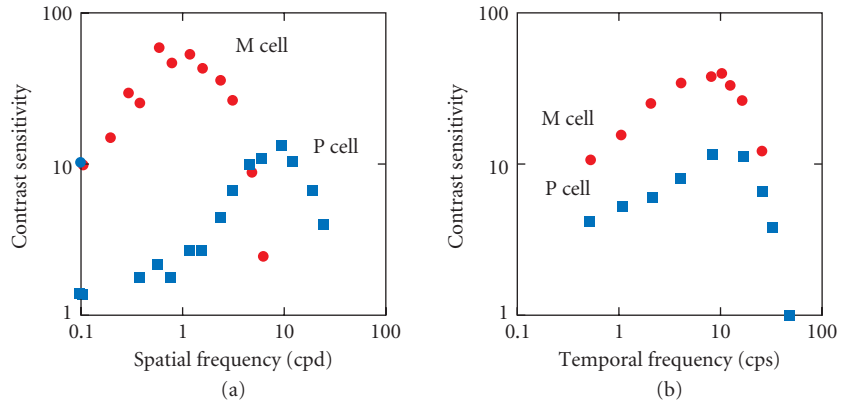 100
M cell
P cell
10
1
0.1 1 10 100
Contrast sensitivity
Spatial frequency (cpd)
(a)
100
M cell
10
P cell
1
0.1 1 10 100
Contrast sensitivity
Temporal frequency (cps)
(b)